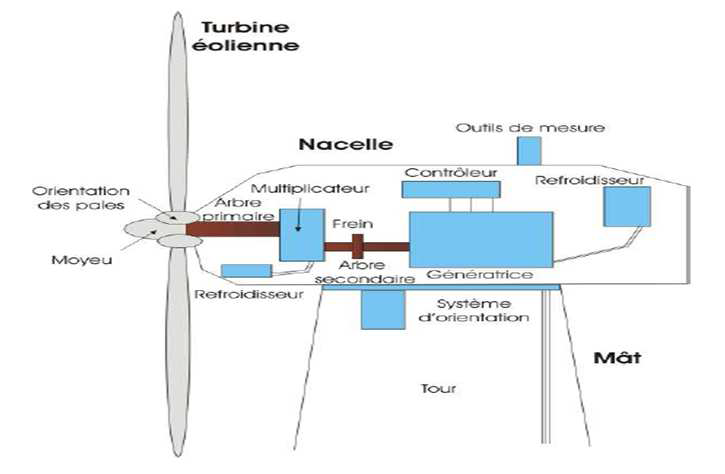 Turbine
éolienne
Outils de mesure
Nacelle
Contrôleur
Refroidisseur
Orientation
des pales
Arbre
primaire
Multiplicateur
Frein
Moyeu
Arbre
secondaire
Génératrice
Refroidisseur
Système
d'orientation
Mât
Tour